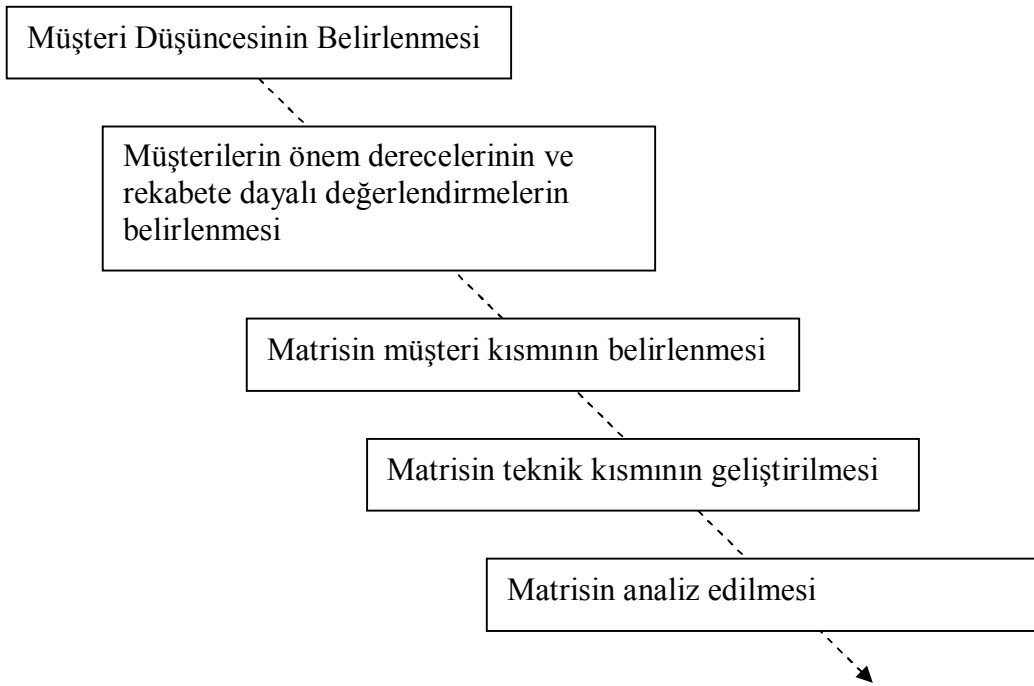 Müşteri Düşüncesinin Belirlenmesi
Müşterilerin önem derecelerinin ve
rekabete dayalı değerlendirmelerin
belirlenmesi
Matrisin müşteri kısmının belirlenmesi
Matrisin teknik kısmının geliştirilmesi
Matrisin analiz edilmesi